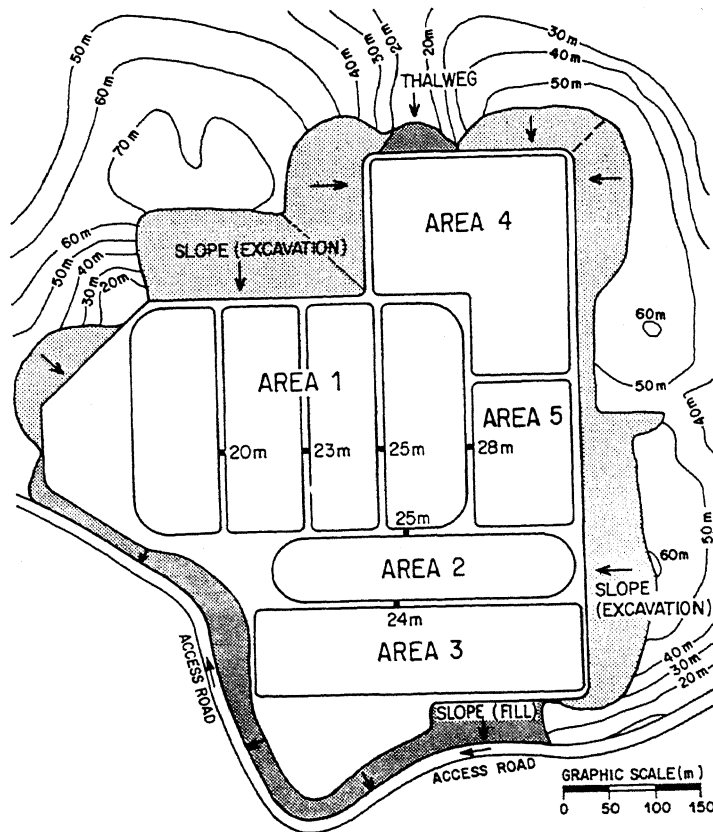 50m
60m
40m
30m
20m
20m
30m
40m
50m
THALWEG
70m
AREA 4
60m
50m
40m
30m
20m
SLOPE (EXCAVATION)
60m
50m
40m
AREA 1
AREA 5
20m
23m
25m
28m
25m
50m
AREA 2
60m
SLOPE
(EXCAVATION)
24m
AREA 3
ACCESS ROAD
40m
30m
20m
SLOPE (FILL)
ACCESS ROAD
GRAPHIC SCALE (m)
0 50 100 150